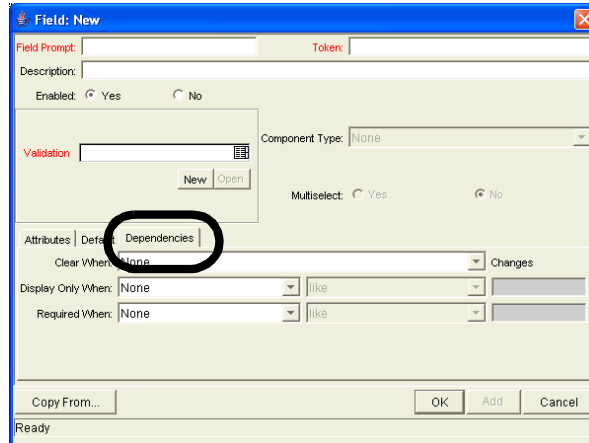 Field: New
Field Prompt: Token:
Description:
Enabled: Yes No
Validation
New Open
Component Type: None
Multiselect: Yes No
Attributes Default Dependencies
Clear When: None Changes
Display Only When: None like
Required When: None like
Copy From... OK Add Cancel
Ready